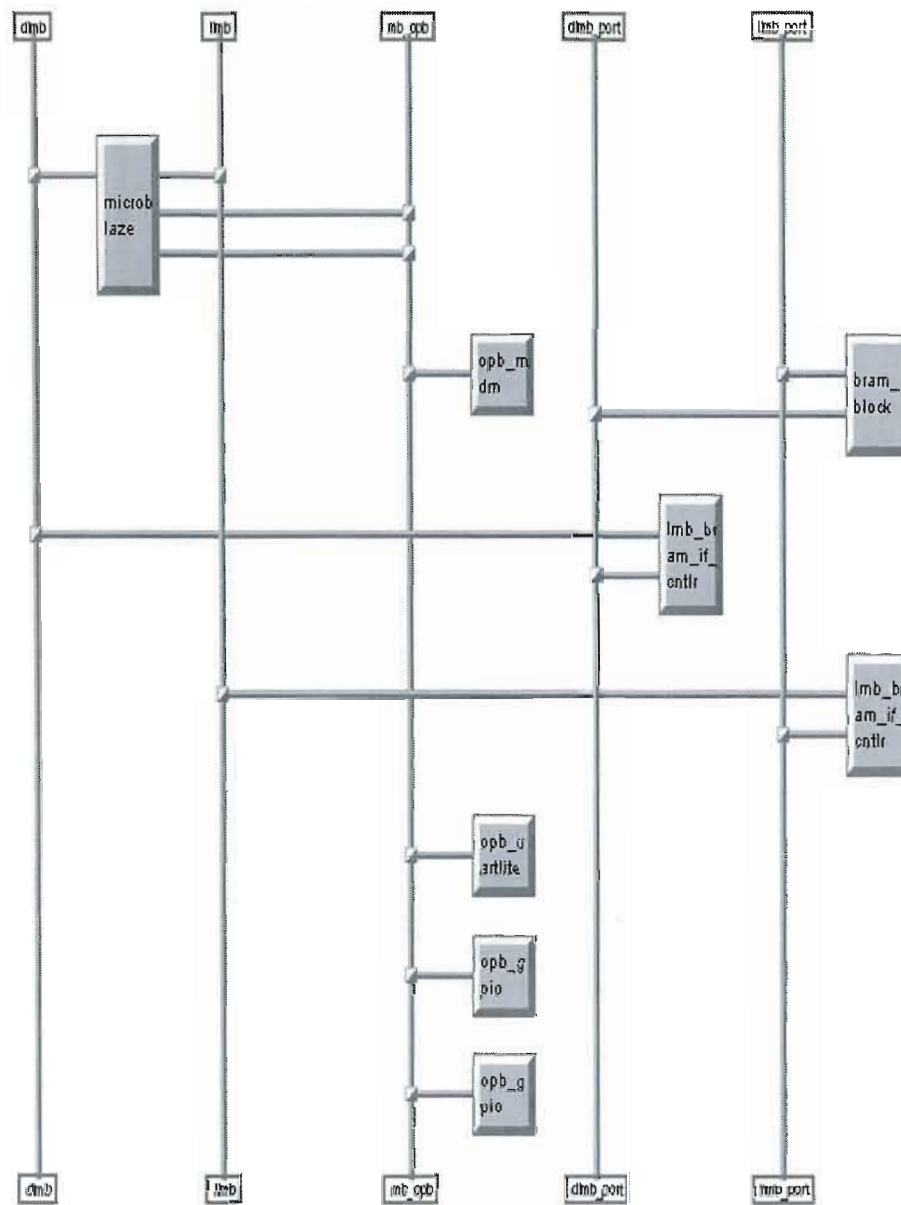 dlmb ilmb mb_opb dlmb_port ilmb_port
microb
laze
opb_m
dm
bram_
block
lmb_br
am_if_
cntlr
lmb_br
am_if_
cntlr
opb_u
artlite
opb_g
pio
opb_g
pio
dlmb ilmb mb_opb dlmb_port ilmb_port